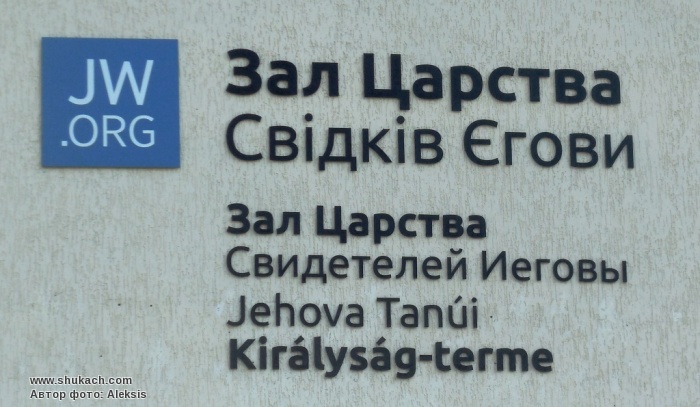 JW
.ORG
Зал Царства
Свідків Єгови
Зал Царства
Свидетелей Иеговы
Jehova Tanúi
Királyság-terme
www.shukach.com
Автор фото: Aleksis